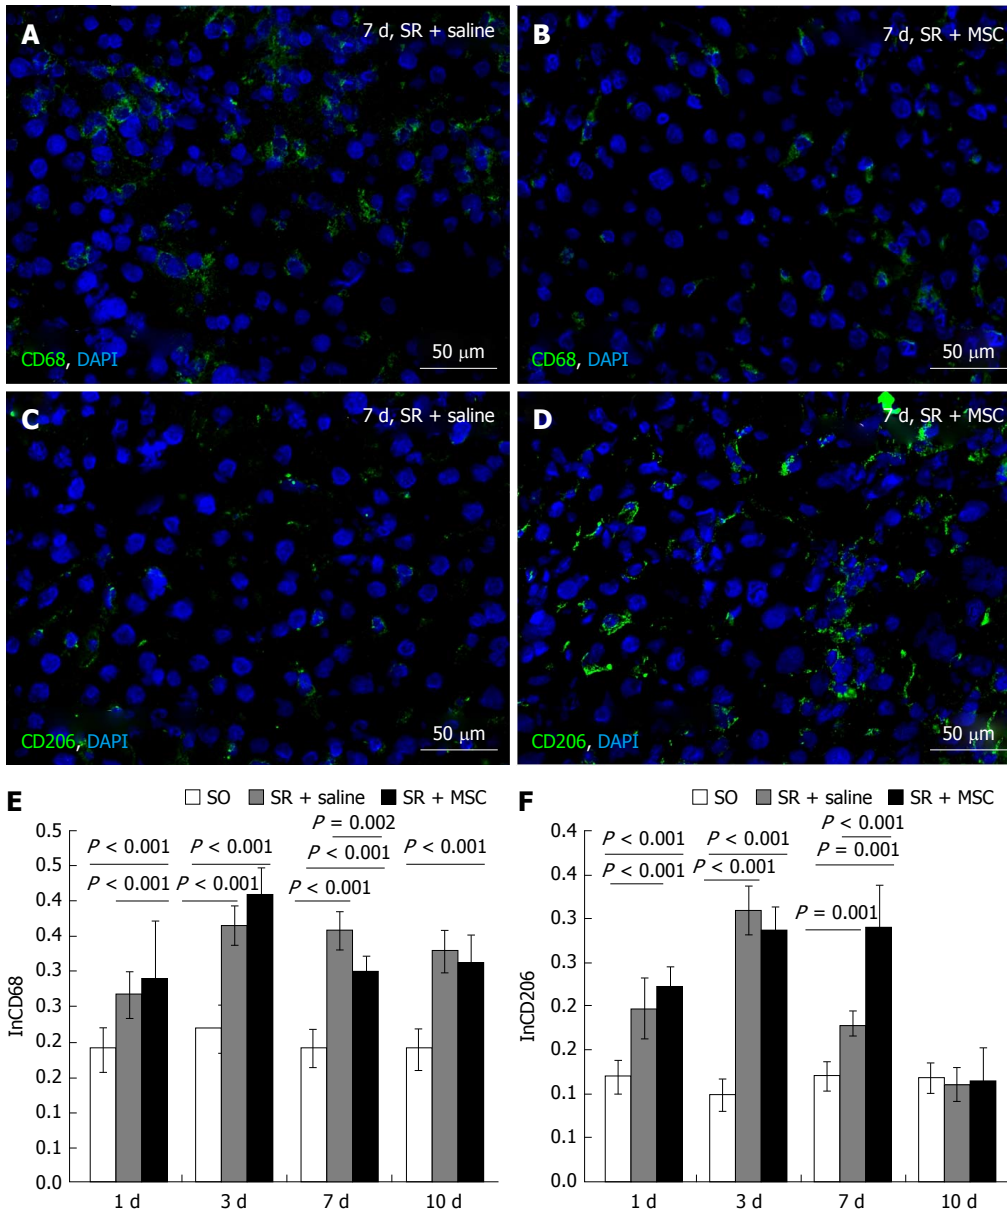 A
7 d, SR + saline
CD68, DAPI
50 μm
B
7 d, SR + MSC
CD68, DAPI
50 μm
C
7 d, SR + saline
CD206, DAPI
50 μm
D
7 d, SR + MSC
CD206, DAPI
50 μm
E
SO SR + saline SR + MSC
P = 0.002
P < 0.001 P < 0.001 P < 0.001 P < 0.001
P < 0.001 P < 0.001 P < 0.001
InCD68
0.5
0.5
0.4
0.4
0.3
0.3
0.2
0.2
0.1
0.1
0.0
1 d 3 d 7 d 10 d
F
SO SR + saline SR + MSC
P < 0.001 P < 0.001 P < 0.001
P < 0.001 P < 0.001 P = 0.001
P = 0.001
InCD206
0.4
0.4
0.3
0.3
0.2
0.2
0.1
0.1
0.0
1 d 3 d 7 d 10 d